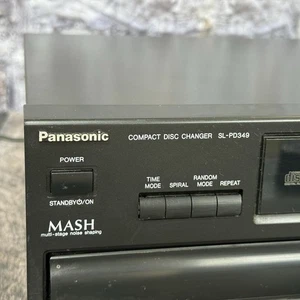 Panasonic COMPACT DISC CHANGER SL-PD349
POWER
STANDBY⏻/ON
TIME MODE SPIRAL RANDOM MODE REPEAT
MASH
multi-stage noise shaping